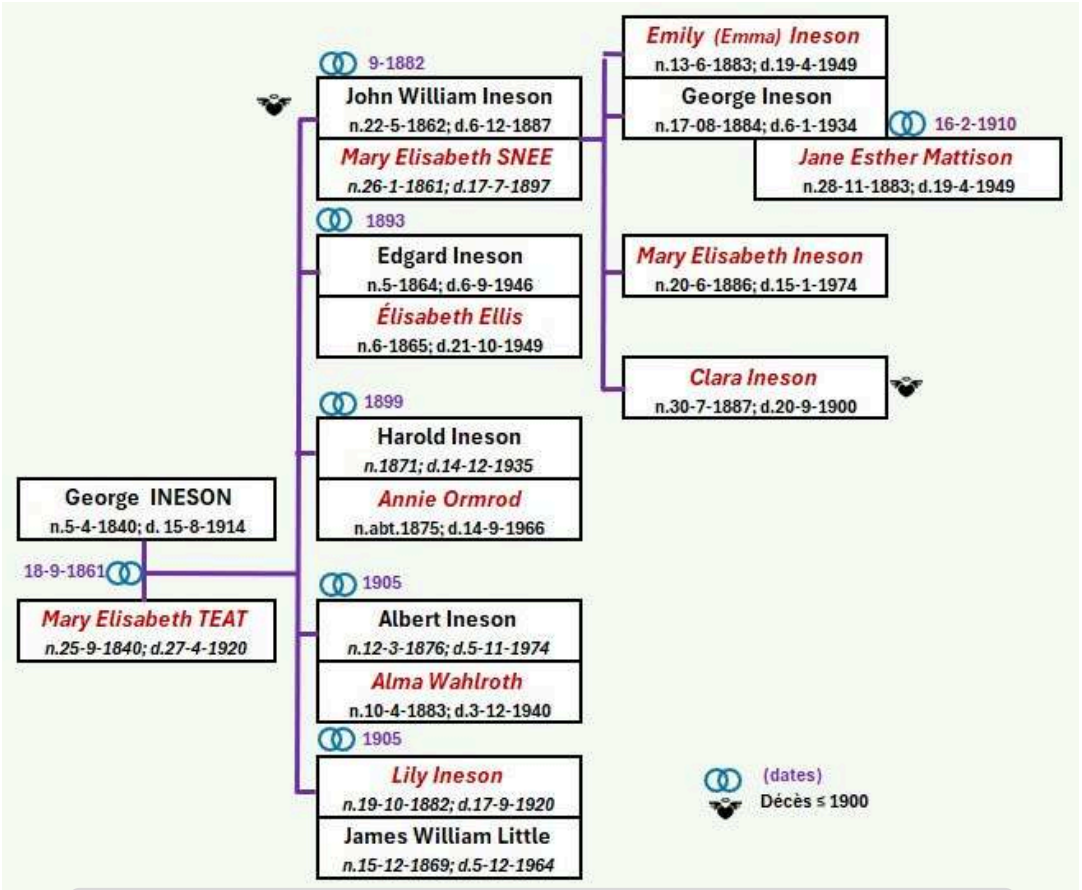 9-1882
John William Ineson
n.22-5-1862; d.6-12-1887
Mary Elisabeth SNEE
n.26-1-1861; d.17-7-1897
Emily (Emma) Ineson
n.13-6-1883; d.19-4-1949
George Ineson
n.17-08-1884; d.6-1-1934
16-2-1910
Jane Esther Mattison
n.28-11-1883; d.19-4-1949
1893
Edgard Ineson
n.5-1864; d.6-9-1946
Élisabeth Ellis
n.6-1865; d.21-10-1949
Mary Elisabeth Ineson
n.20-6-1886; d.15-1-1974
Clara Ineson
n.30-7-1887; d.20-9-1900
1899
Harold Ineson
n.1871; d.14-12-1935
Annie Ormrod
n.abt.1875; d.14-9-1966
George INESON
n.5-4-1840; d. 15-8-1914
18-9-1861
Mary Elisabeth TEAT
n.25-9-1840; d.27-4-1920
1905
Albert Ineson
n.12-3-1876; d.5-11-1974
Alma Wahlroth
n.10-4-1883; d.3-12-1940
1905
Lily Ineson
n.19-10-1882; d.17-9-1920
James William Little
n.15-12-1869; d.5-12-1964
(dates)
Décès ≤ 1900